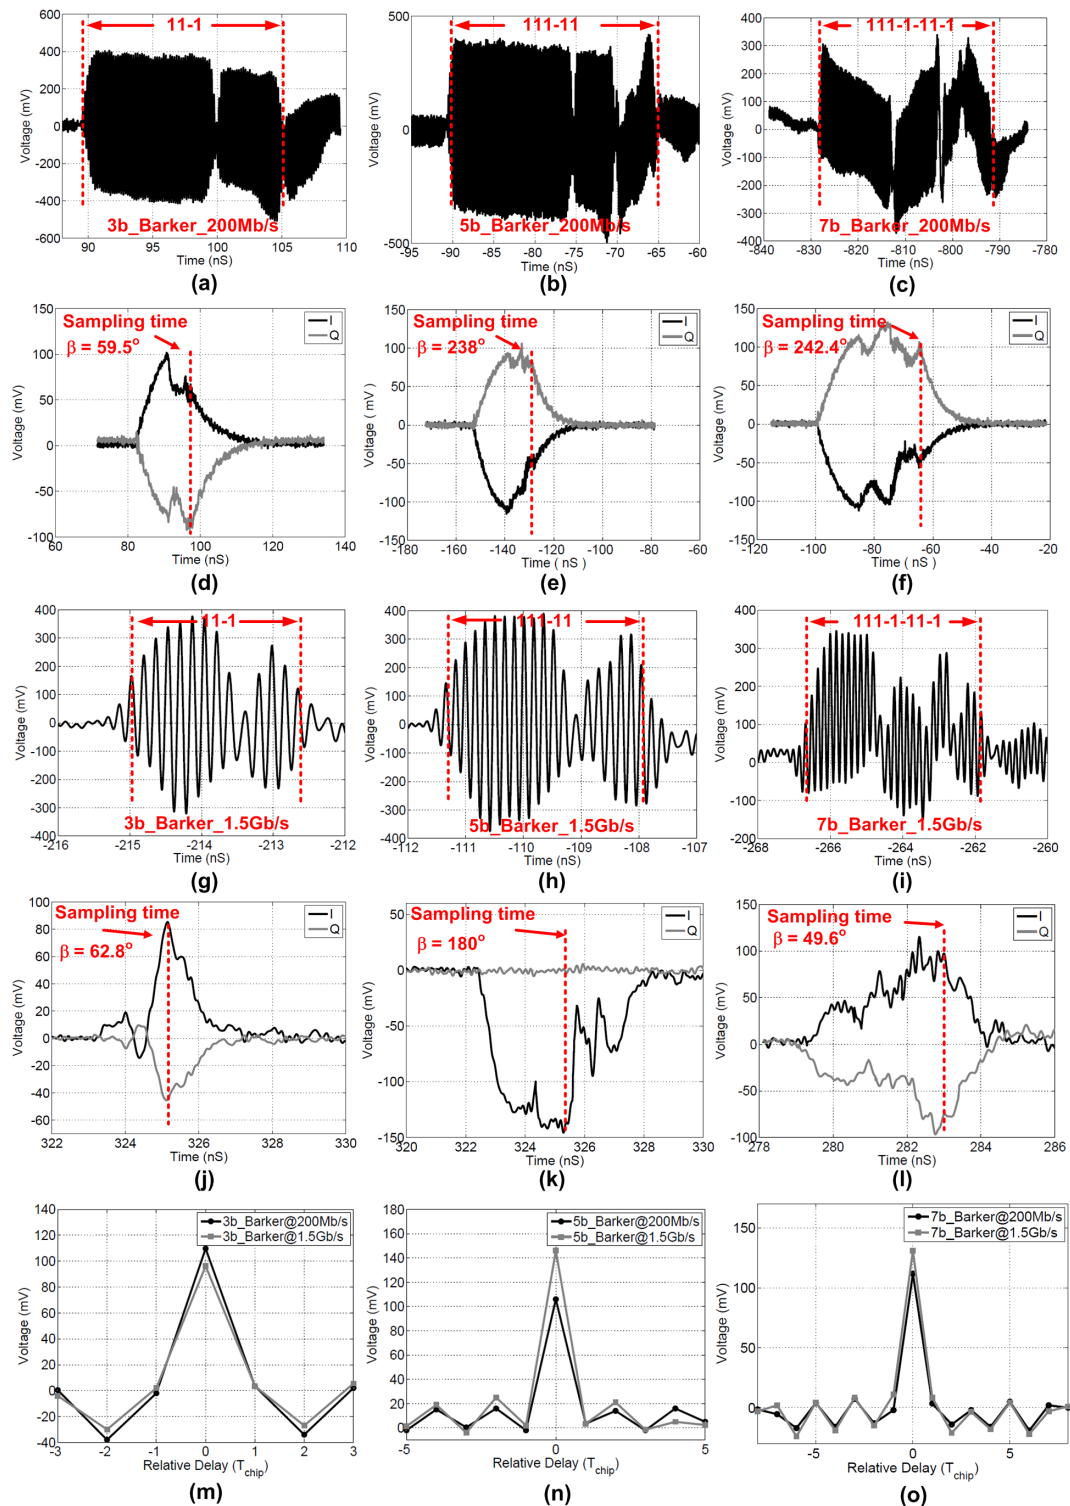 11-1
600
400
200
0
-200
-400
-600
Voltage (mV)
3b_Barker_200Mb/s
90 95 100 105 110
Time (nS)
(a)
111-11
500
0
-500
Voltage (mV)
5b_Barker_200Mb/s
-95 -90 -85 -80 -75 -70 -65 -60
Time (nS)
(b)
111-1-11-1
400
300
200
100
0
-100
-200
-300
-400
Voltage (mV)
7b_Barker_200Mb/s
-840 -830 -820 -810 -800 -790 -780
Time (nS)
(c)
Sampling time
β = 59.5°
I
Q
150
100
50
0
-50
-100
Voltage (mV)
60 80 100 120 140
Time (nS)
(d)
Sampling time
β = 238°
I
Q
150
100
50
0
-50
-100
-150
Voltage ( mV )
-180 -160 -140 -120 -100 -80 -60
Time ( nS )
(e)
Sampling time
β = 242.4°
I
Q
150
100
50
0
-50
-100
-150
Voltage (mV)
-120 -100 -80 -60 -40 -20
Time ( nS )
(f)
11-1
400
300
200
100
0
-100
-200
-300
-400
Voltage (mV)
3b_Barker_1.5Gb/s
-216 -215 -214 -213 -212
Time (nS)
(g)
111-11
400
300
200
100
0
-100
-200
-300
-400
Voltage (mV)
5b_Barker_1.5Gb/s
-112 -111 -110 -109 -108 -107
Time (nS)
(h)
111-1-11-1
400
300
200
100
0
-100
-200
Voltage (mV)
7b_Barker_1.5Gb/s
-268 -266 -264 -262 -260
Time (nS)
(i)
Sampling time
β = 62.8°
I
Q
100
80
60
40
20
0
-20
-40
-60
Voltage (mV)
322 324 326 328 330
Time (nS)
(j)
Sampling time
β = 180°
I
Q
50
0
-50
-100
-150
Voltage (mV)
320 322 324 326 328 330
Time (nS)
(k)
Sampling time
β = 49.6°
I
Q
150
100
50
0
-50
-100
Voltage (mV)
278 280 282 284 286
Time (nS)
(l)
3b_Barker@200Mb/s
3b_Barker@1.5Gb/s
140
120
100
80
60
40
20
0
-20
-40
Voltage (mV)
-3 -2 -1 0 1 2 3
Relative Delay (Tchip)
(m)
5b_Barker@200Mb/s
5b_Barker@1.5Gb/s
180
160
140
120
100
80
60
40
20
0
Voltage (mV)
-5 0 5
Relative Delay (Tchip)
(n)
7b_Barker@200Mb/s
7b_Barker@1.5Gb/s
150
100
50
0
Voltage (mV)
-5 0 5
Relative Delay (Tchip)
(o)